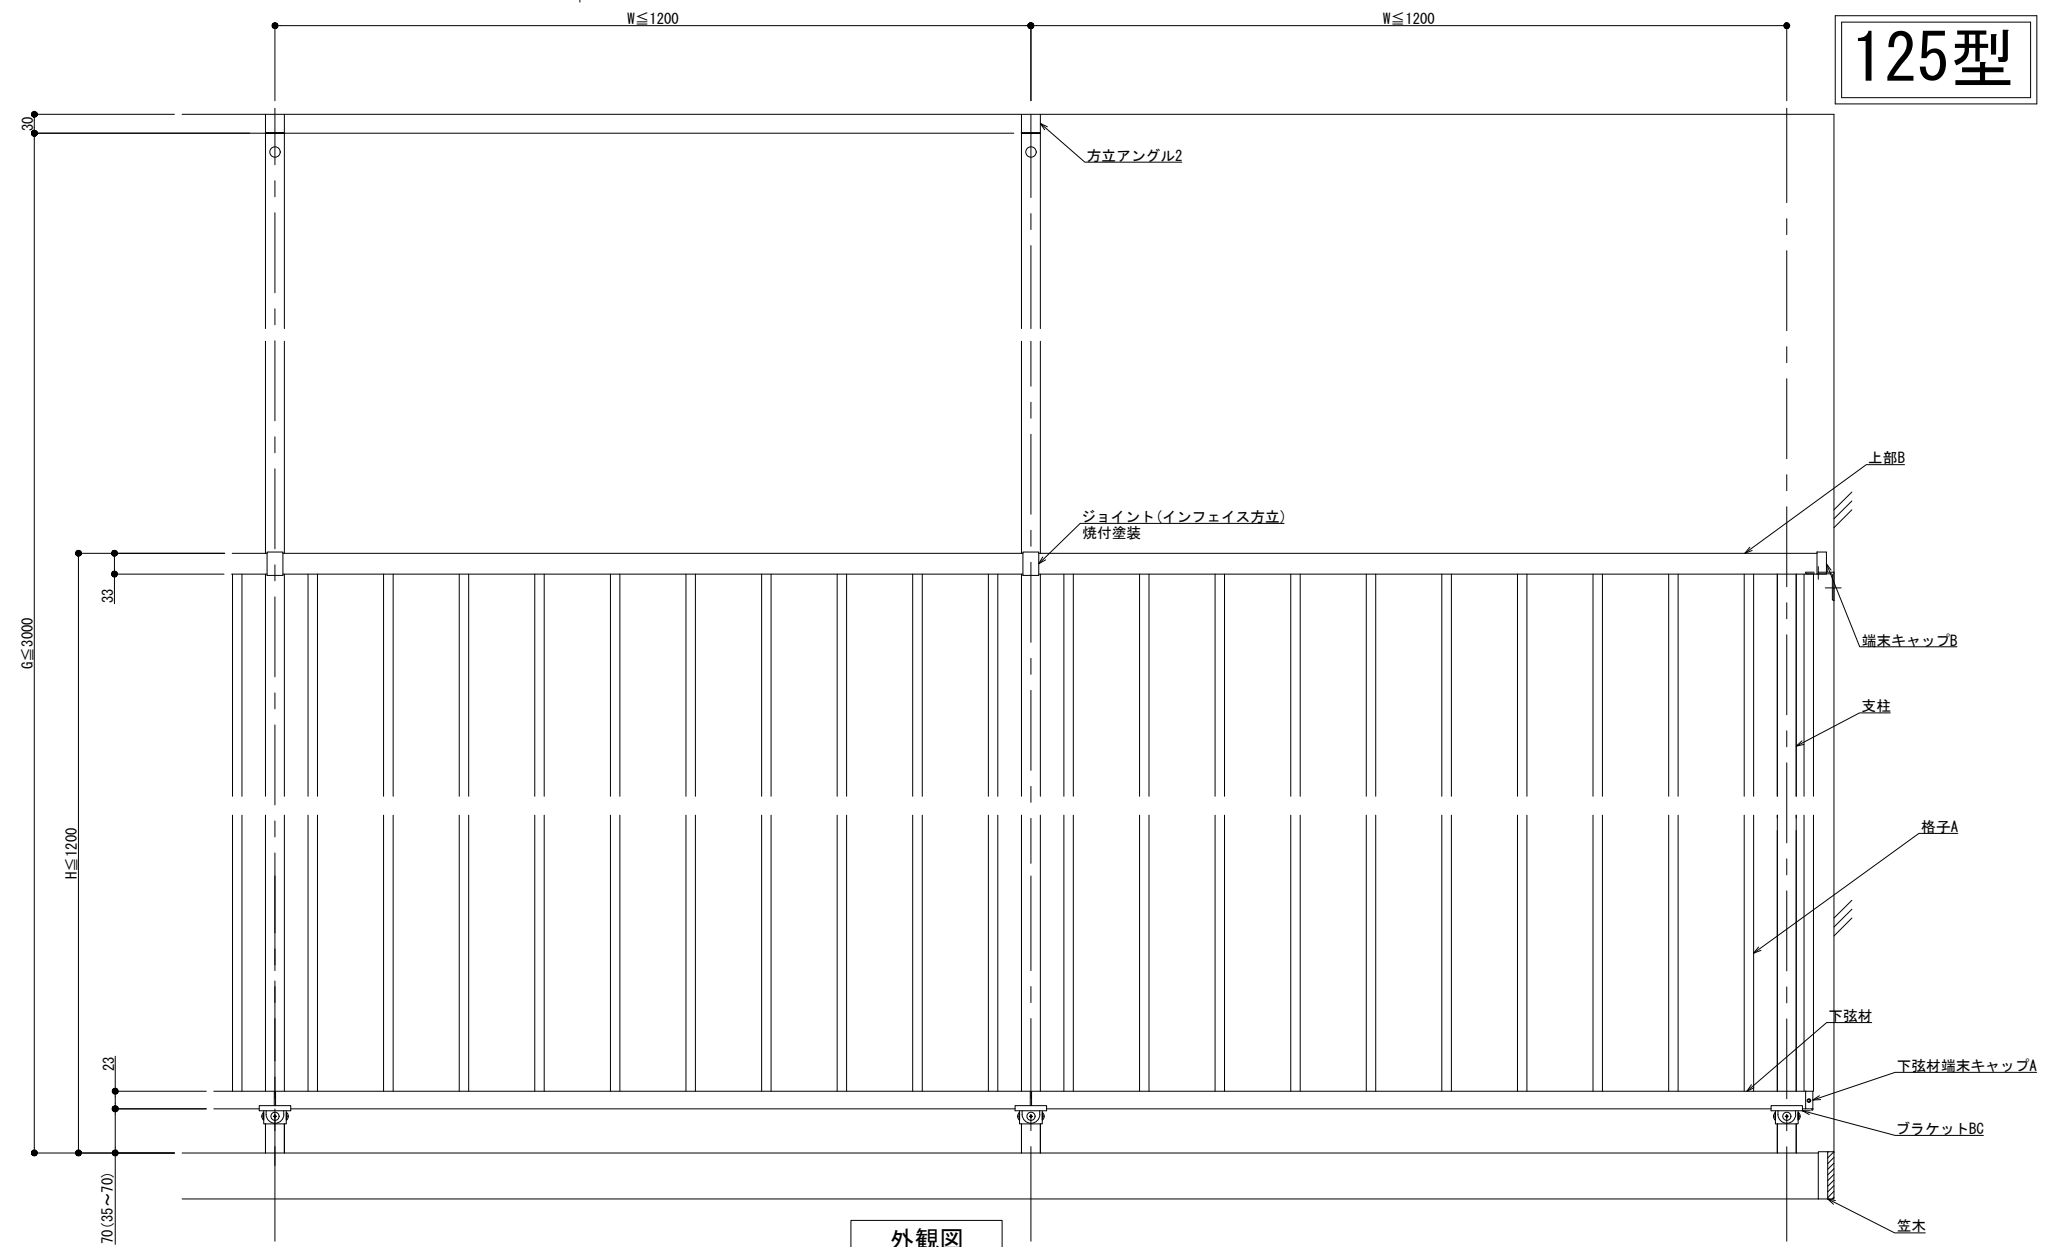 W≦1200
W≦1200
125型
30
方立アングル2
上部B
ジョイント(インフェイス方立)
焼付塗装
33
G≦3000
端末キャップB
支柱
H≦1200
格子A
下弦材
23
下弦材端末キャップA
ブラケットBC
70(35~70)
笠木
外観図